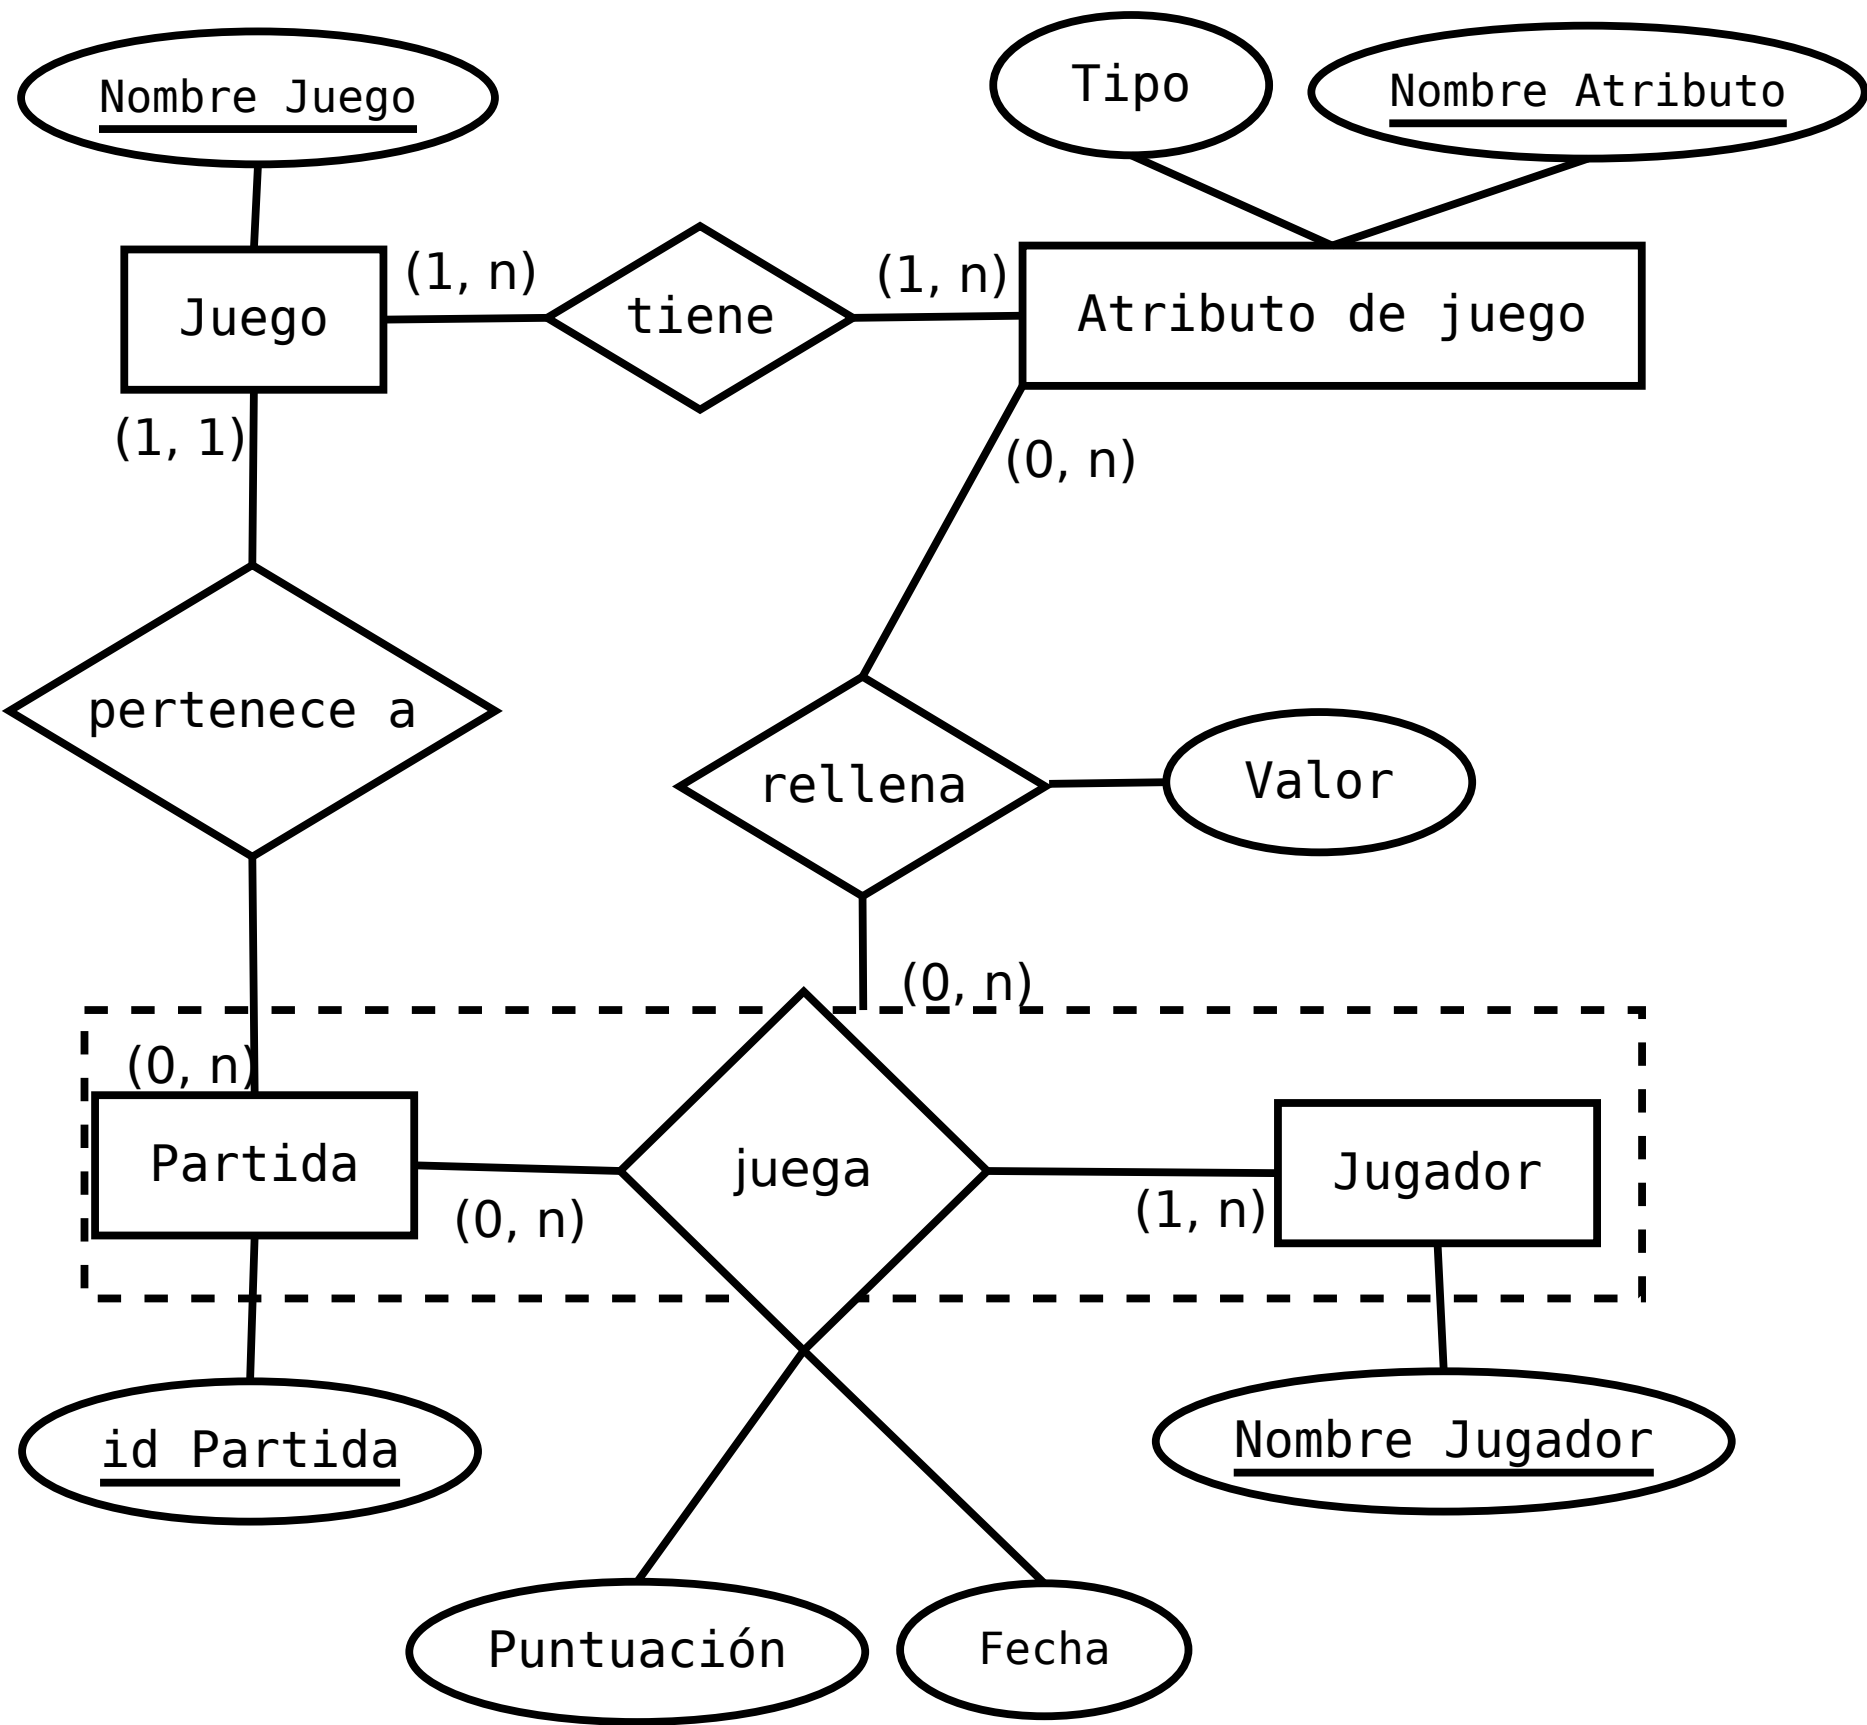 Nombre Juego
Tipo
Nombre Atributo
Juego
(1, n)
tiene
(1, n)
Atributo de juego
(1, 1)
(0, n)
pertenece a
rellena
Valor
(0, n)
(0, n)
Partida
(0, n)
juega
(1, n)
Jugador
id Partida
Nombre Jugador
Puntuación
Fecha